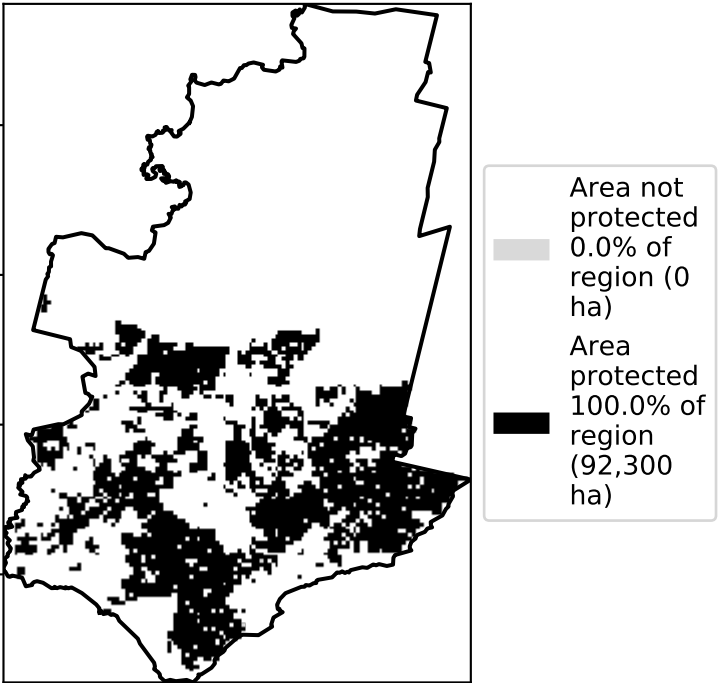 Area not
protected
0.0% of
region (0
ha)
Area
protected
100.0% of
region
(92,300
ha)